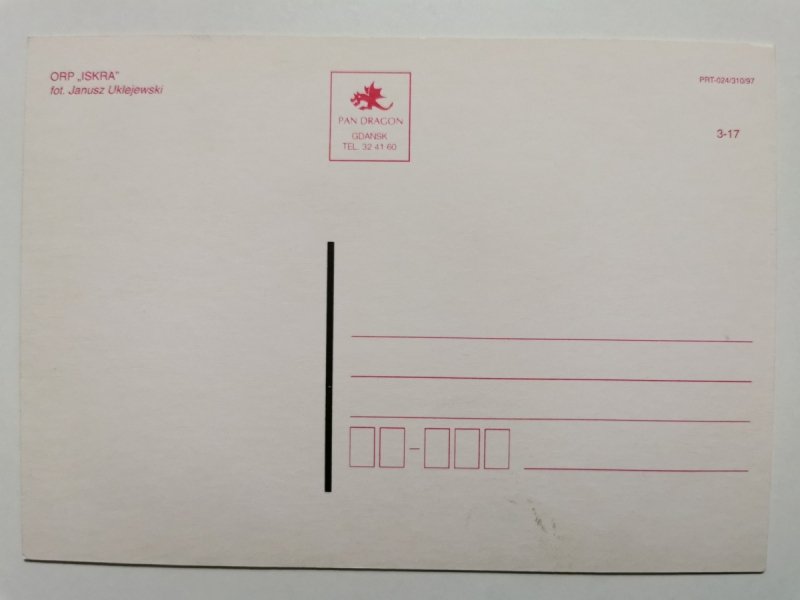 ORP „ISKRA”
fot. Janusz Uklejewski
PAN DRAGON
GDANSK
TEL. 32 41 60
PRT-024/310/97
3-17